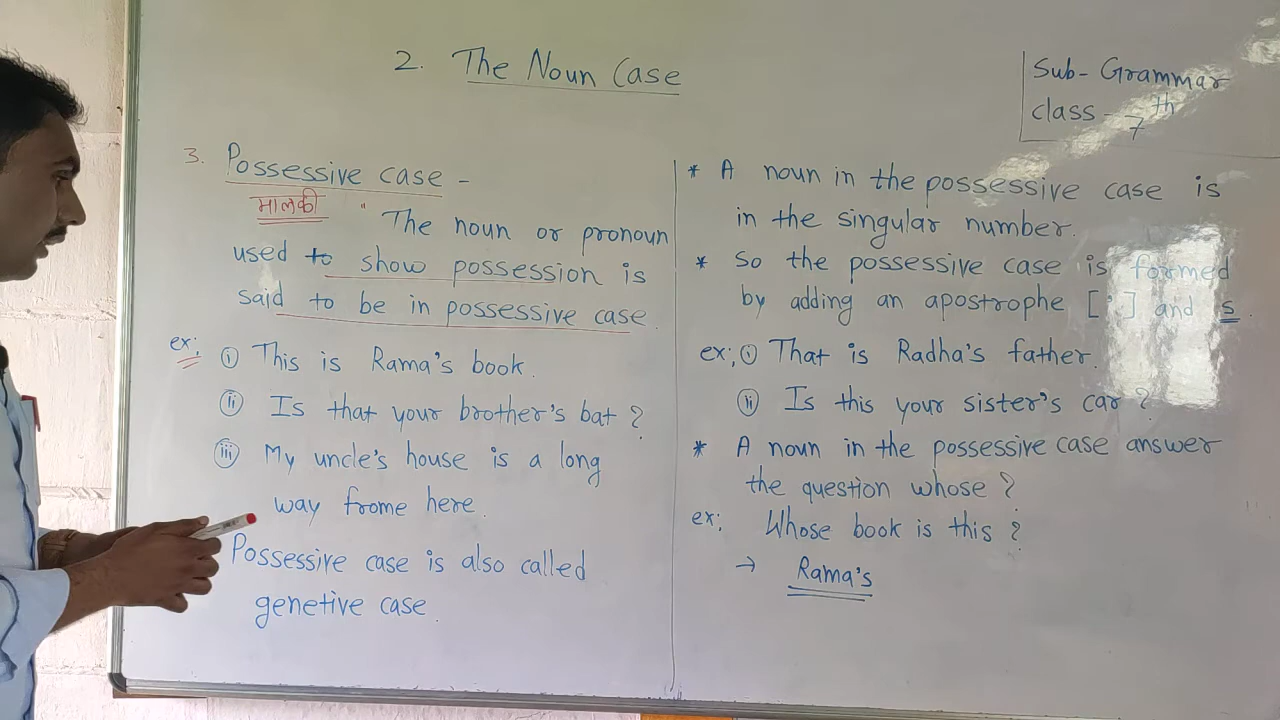 2. The Noun Case
Sub- Grammar
class - 7th
3. Possessive case -
मालकी
" The noun or pronoun
used to show possession is
said to be in possessive case.
ex; (i) This is Rama's book.
(ii) Is that your brother's bat ?
(iii) My uncle's house is a long
way frome here.
Possessive case is also called
genetive case.
* A noun in the possessive case is
in the singular number.
* So the possessive case is formed
by adding an apostrophe ['] and s.
ex; (i) That is Radha's father.
(ii) Is this your sister's car ?
* A noun in the possessive case answer
the question whose ?
ex; Whose book is this ?
→ Rama's